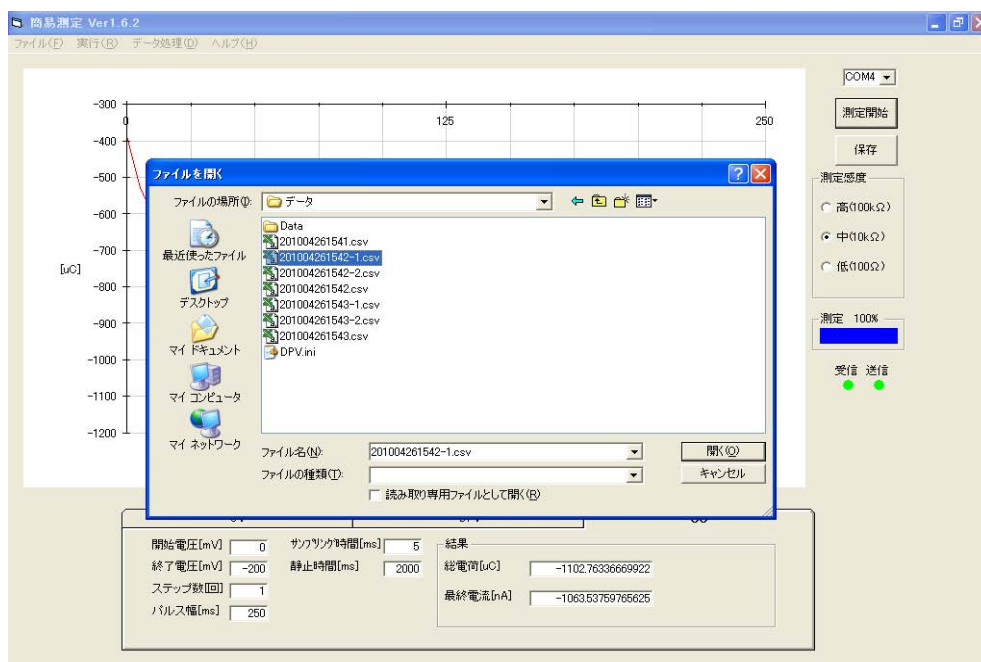 簡易測定 Ver1.6.2
ファイル(F) 実行(R) データ処理(D) ヘルプ(H)
COM4
測定開始
保存
測定感度
高(100kΩ)
中(10kΩ)
低(100Ω)
測定 100%
受信 送信
-300
-400
-500
-600
-700
-800
-900
-1000
-1100
-1200
[uC]
0
125
250
ファイルを開く
ファイルの場所(I):
データ
最近使ったファイル
デスクトップ
マイ ドキュメント
マイ コンピュータ
マイ ネットワーク
Data
201004261541.csv
201004261542-1.csv
201004261542-2.csv
201004261542.csv
201004261543-1.csv
201004261543-2.csv
201004261543.csv
DPV.ini
ファイル名(N):
201004261542-1.csv
開く(O)
ファイルの種類(T):
キャンセル
読み取り専用ファイルとして開く(R)
開始電圧[mV] 0
終了電圧[mV] -200
ステップ数[回] 1
パルス幅[ms] 250
サンプリング時間[ms] 5
静止時間[ms] 2000
結果
総電荷[uC] -1102.76336669922
最終電流[nA] -1063.53759765625